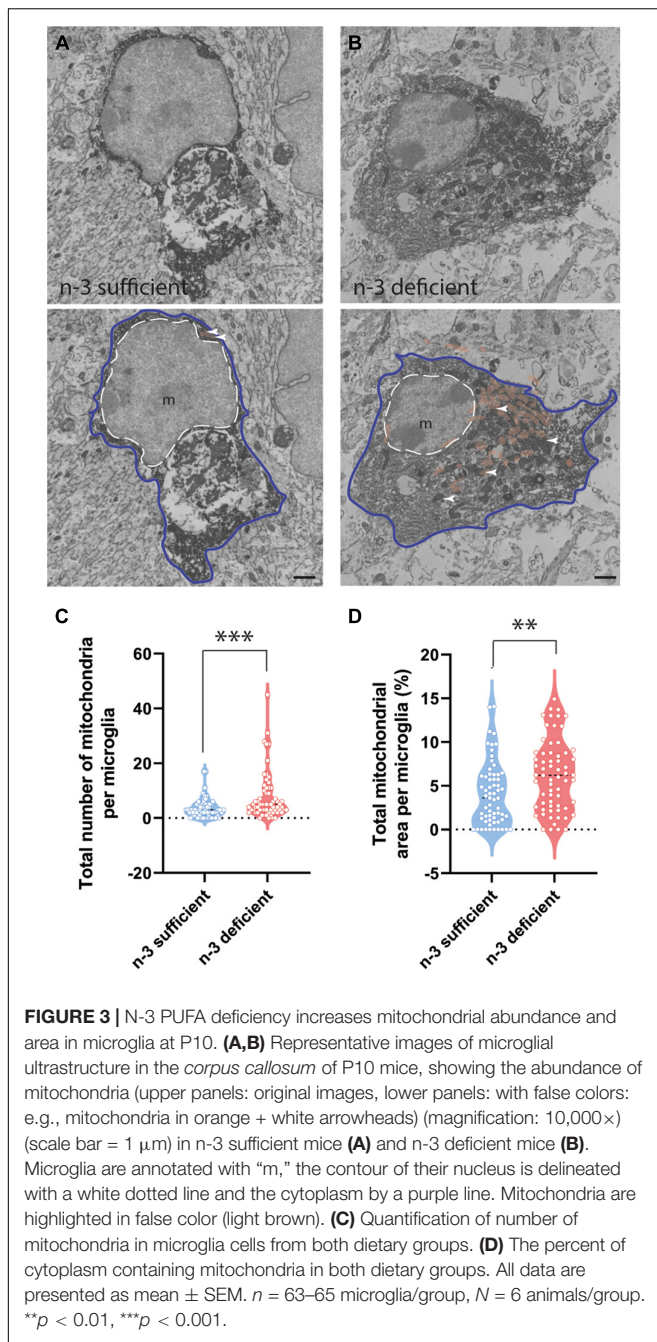 A
B
n-3 sufficient
n-3 deficient
m
m
C
D
Total number of mitochondria
per microglia
60
40
20
0
-20
***
n-3 sufficient
n-3 deficient
Total mitochondrial
area per microglia (%)
20
15
10
5
0
-5
**
n-3 sufficient
n-3 deficient
FIGURE 3 | N-3 PUFA deficiency increases mitochondrial abundance and
area in microglia at P10. (A,B) Representative images of microglial
ultrastructure in the corpus callosum of P10 mice, showing the abundance of
mitochondria (upper panels: original images, lower panels: with false colors:
e.g., mitochondria in orange + white arrowheads) (magnification: 10,000×)
(scale bar = 1 μm) in n-3 sufficient mice (A) and n-3 deficient mice (B).
Microglia are annotated with “m,” the contour of their nucleus is delineated
with a white dotted line and the cytoplasm by a purple line. Mitochondria are
highlighted in false color (light brown). (C) Quantification of number of
mitochondria in microglia cells from both dietary groups. (D) The percent of
cytoplasm containing mitochondria in both dietary groups. All data are
presented as mean ± SEM. n = 63–65 microglia/group, N = 6 animals/group.
**p < 0.01, ***p < 0.001.